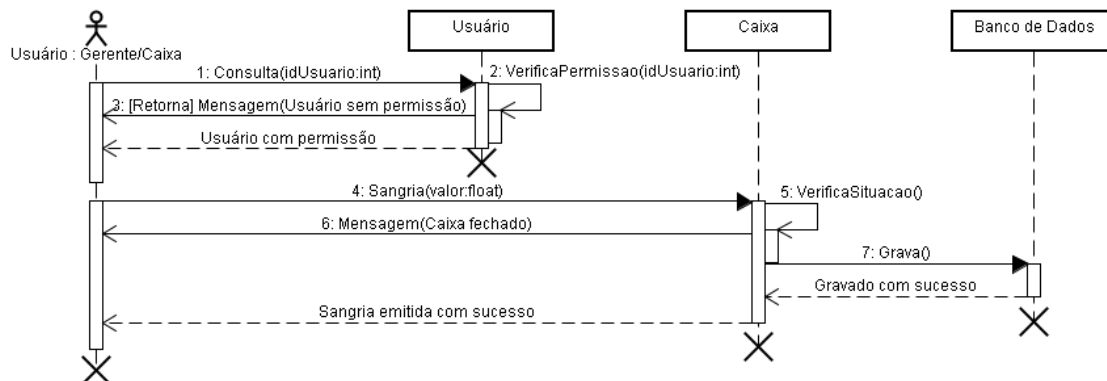 Usuário
Caixa
Banco de Dados
Usuário : Gerente/Caixa
1: Consulta(idUsuario:int)
2: VerificaPermissao(idUsuario:int)
3: [Retorna] Mensagem(Usuário sem permissão)
Usuário com permissão
4: Sangria(valor:float)
5: VerificaSituacao()
6: Mensagem(Caixa fechado)
7: Grava()
Gravado com sucesso
Sangria emitida com sucesso